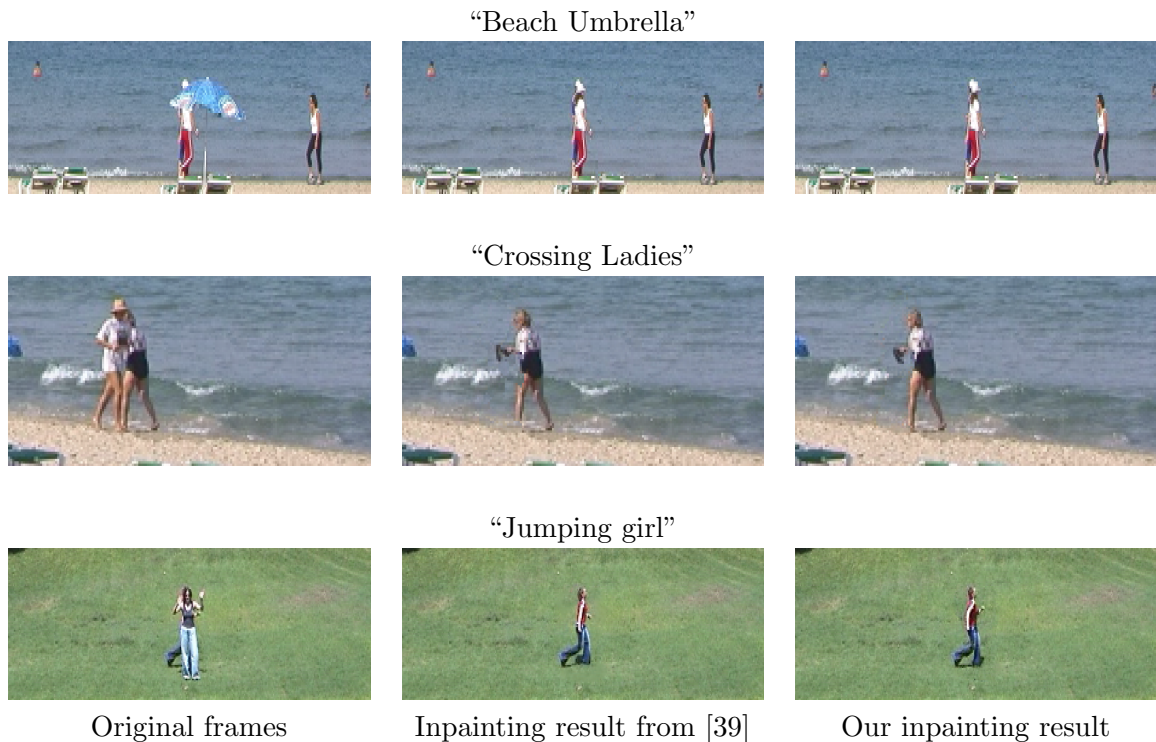 “Beach Umbrella”
“Crossing Ladies”
“Jumping girl”
Original frames
Inpainting result from [39]
Our inpainting result